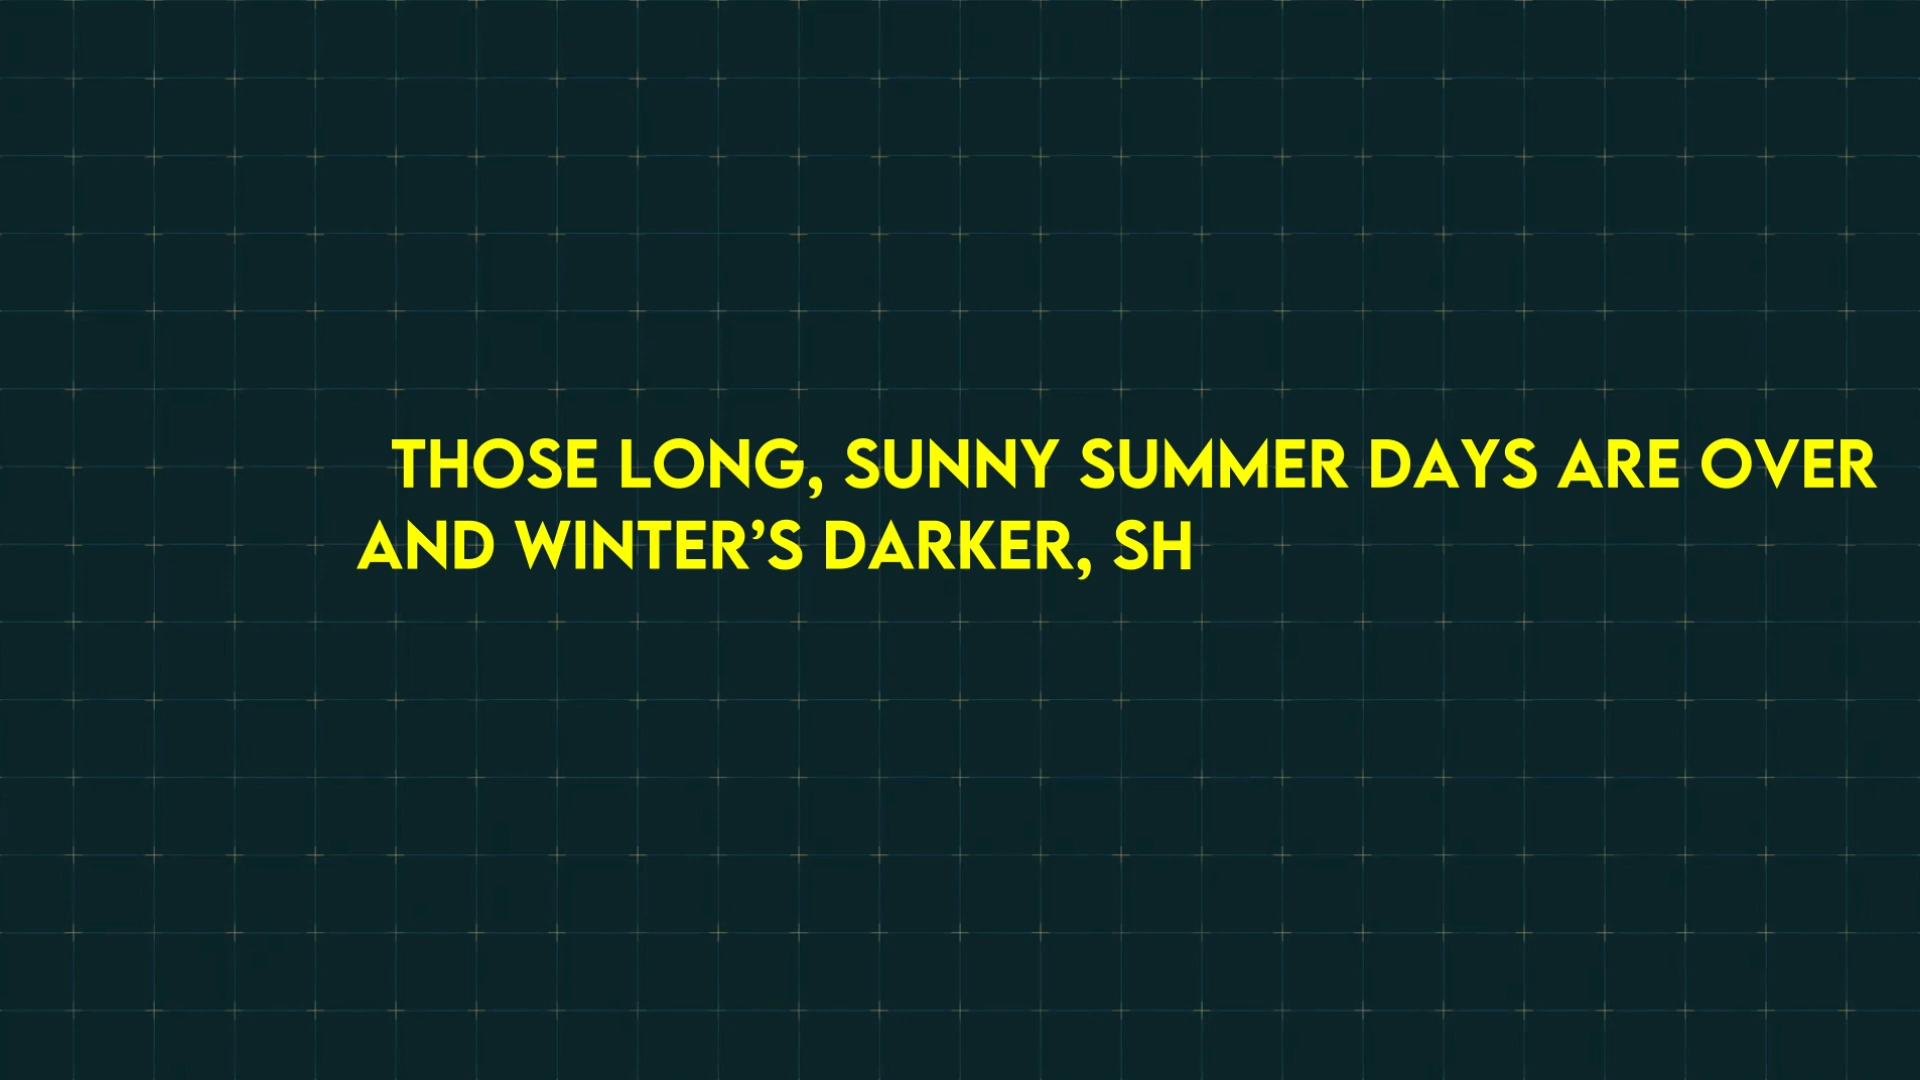 THOSE LONG, SUNNY SUMMER DAYS ARE OVER
AND WINTER’S DARKER, SH